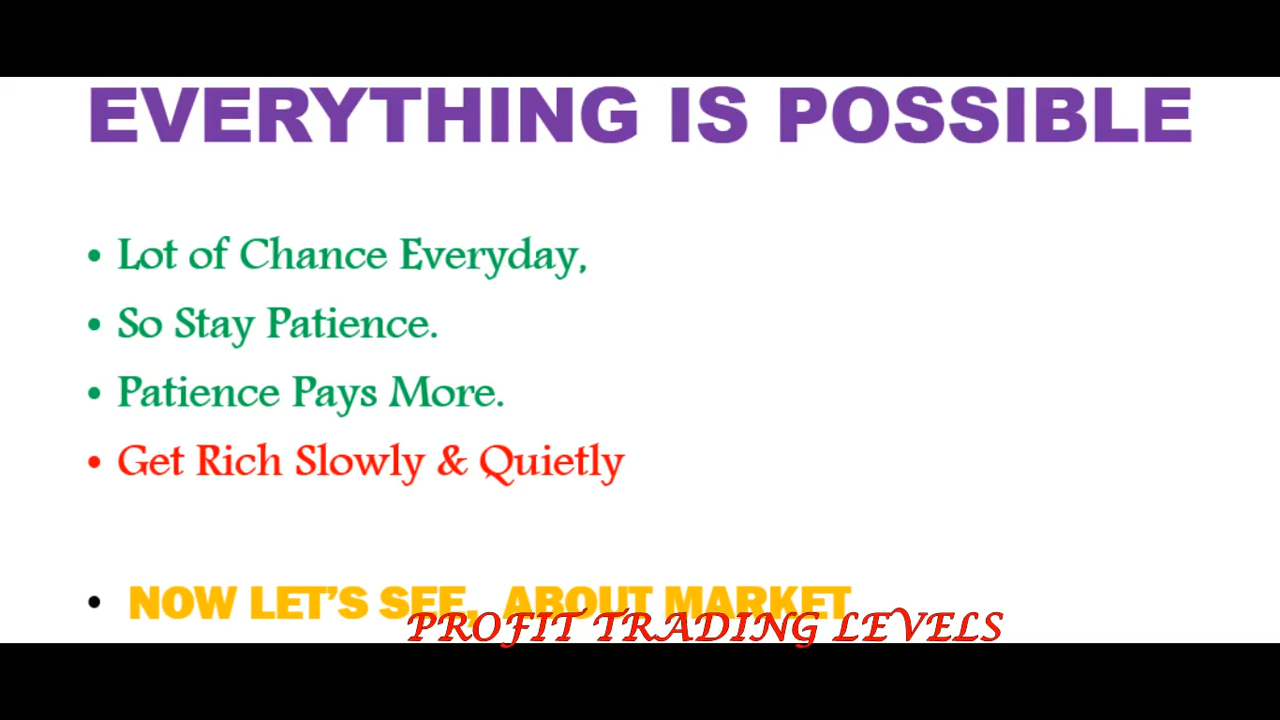 EVERYTHING IS POSSIBLE
• Lot of Chance Everyday,
• So Stay Patience.
• Patience Pays More.
• Get Rich Slowly & Quietly
• NOW LET'S SEE, ABOUT MARKET
PROFIT TRADING LEVELS